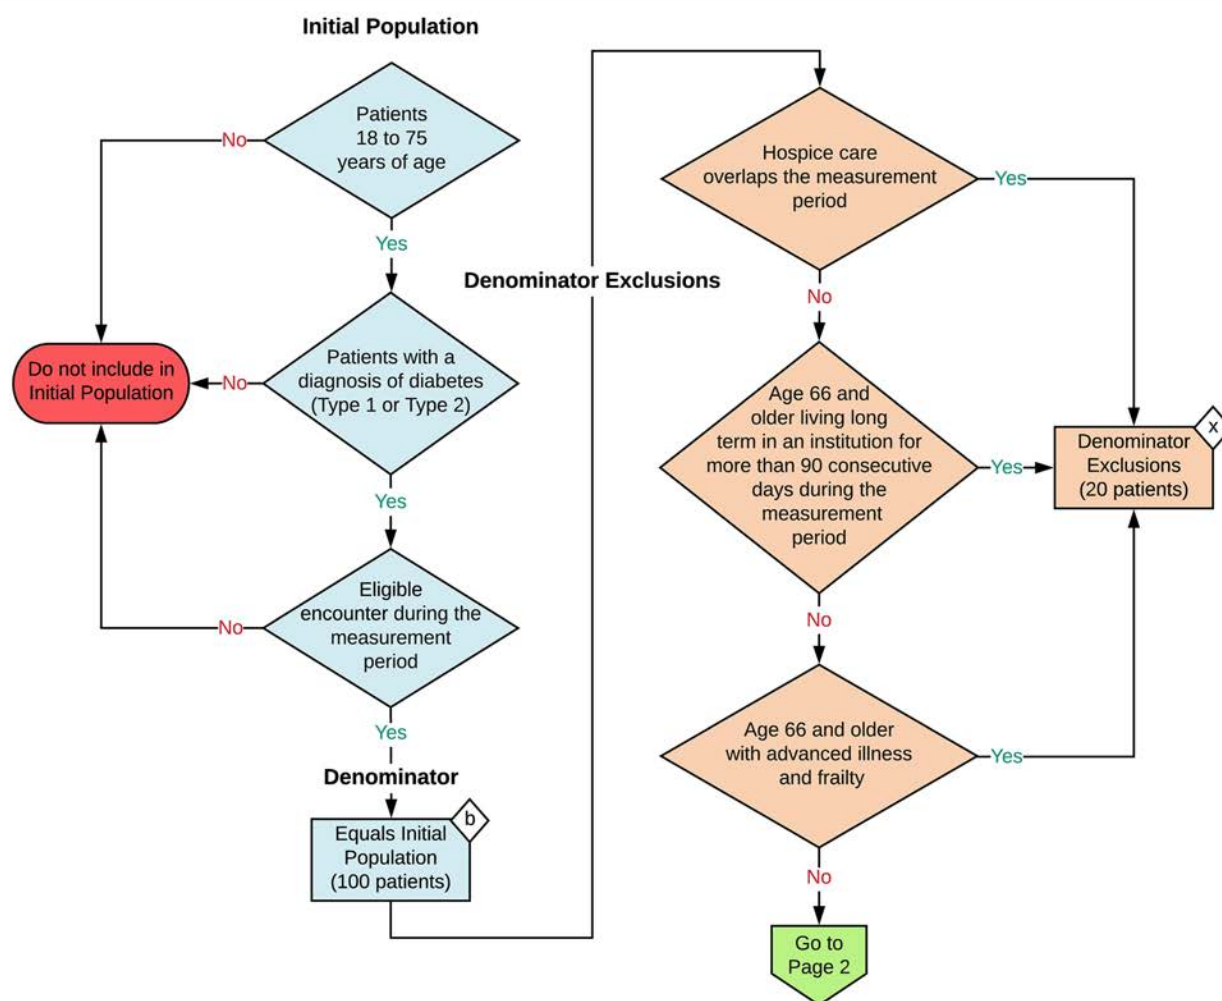 Initial Population
Patients
18 to 75
years of age
No
Yes
Patients with a
diagnosis of diabetes
(Type 1 or Type 2)
No
Do not include in
Initial Population
Yes
Eligible
encounter during the
measurement
period
No
Yes
Denominator
b
Equals Initial
Population
(100 patients)
Denominator Exclusions
Hospice care
overlaps the measurement
period
Yes
No
Age 66 and
older living long
term in an institution for
more than 90 consecutive
days during the
measurement
period
Yes
x
Denominator
Exclusions
(20 patients)
No
Age 66 and older
with advanced illness
and frailty
Yes
No
Go to
Page 2